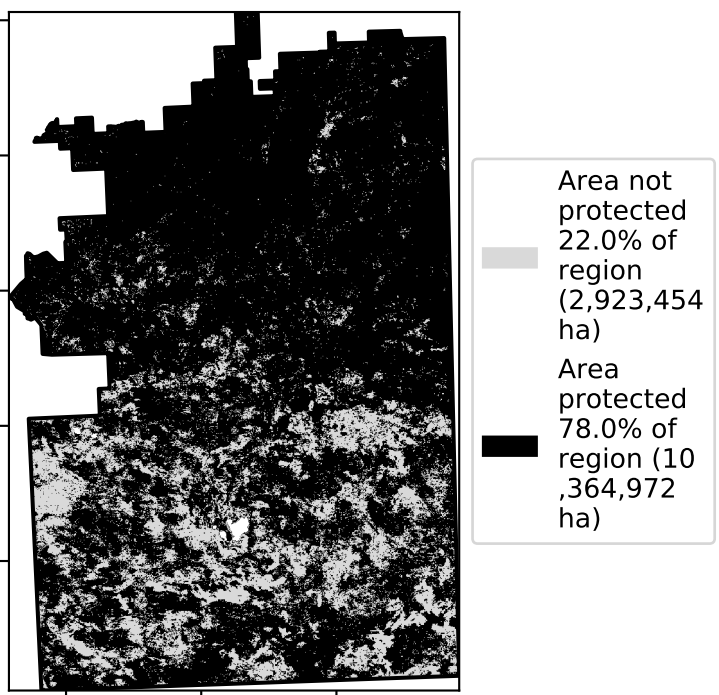 Area not
protected
22.0% of
region
(2,923,454
ha)
Area
protected
78.0% of
region (10
,364,972
ha)